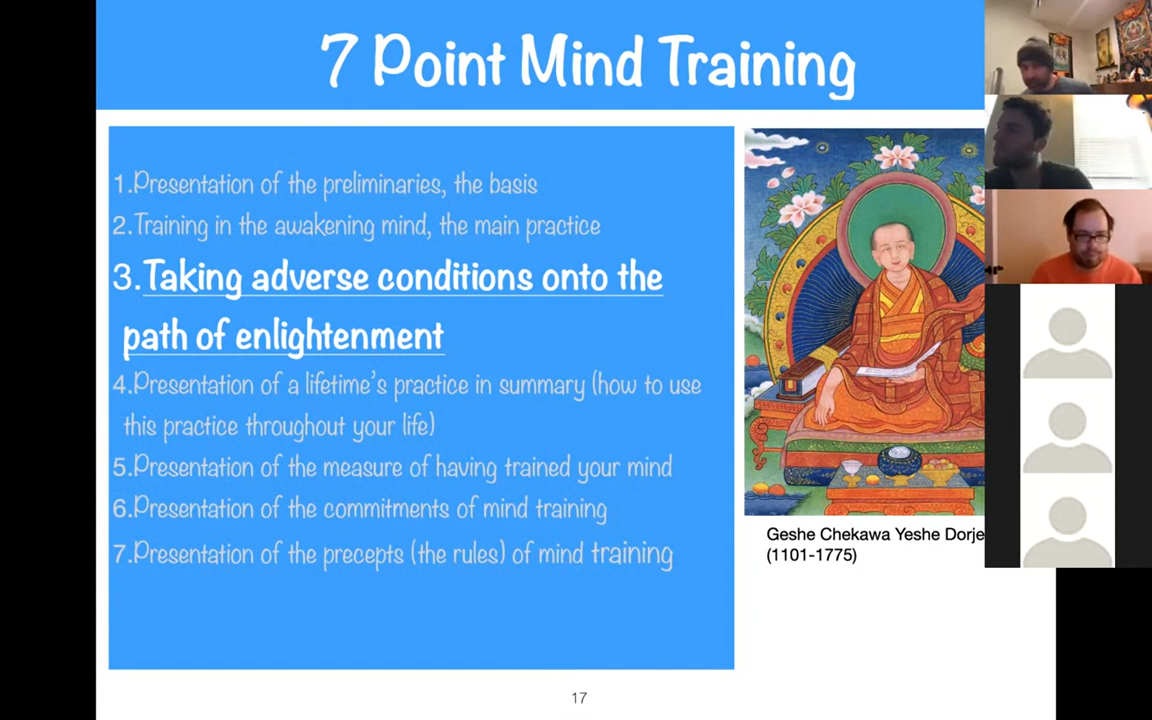 7 Point Mind Training
1.Presentation of the preliminaries, the basis
2.Training in the awakening mind, the main practice
3.Taking adverse conditions onto the
path of enlightenment
4.Presentation of a lifetime's practice in summary (how to use
this practice throughout your life)
5.Presentation of the measure of having trained your mind
6.Presentation of the commitments of mind training
7.Presentation of the precepts (the rules) of mind training
Geshe Chekawa Yeshe Dorje
(1101-1775)
17